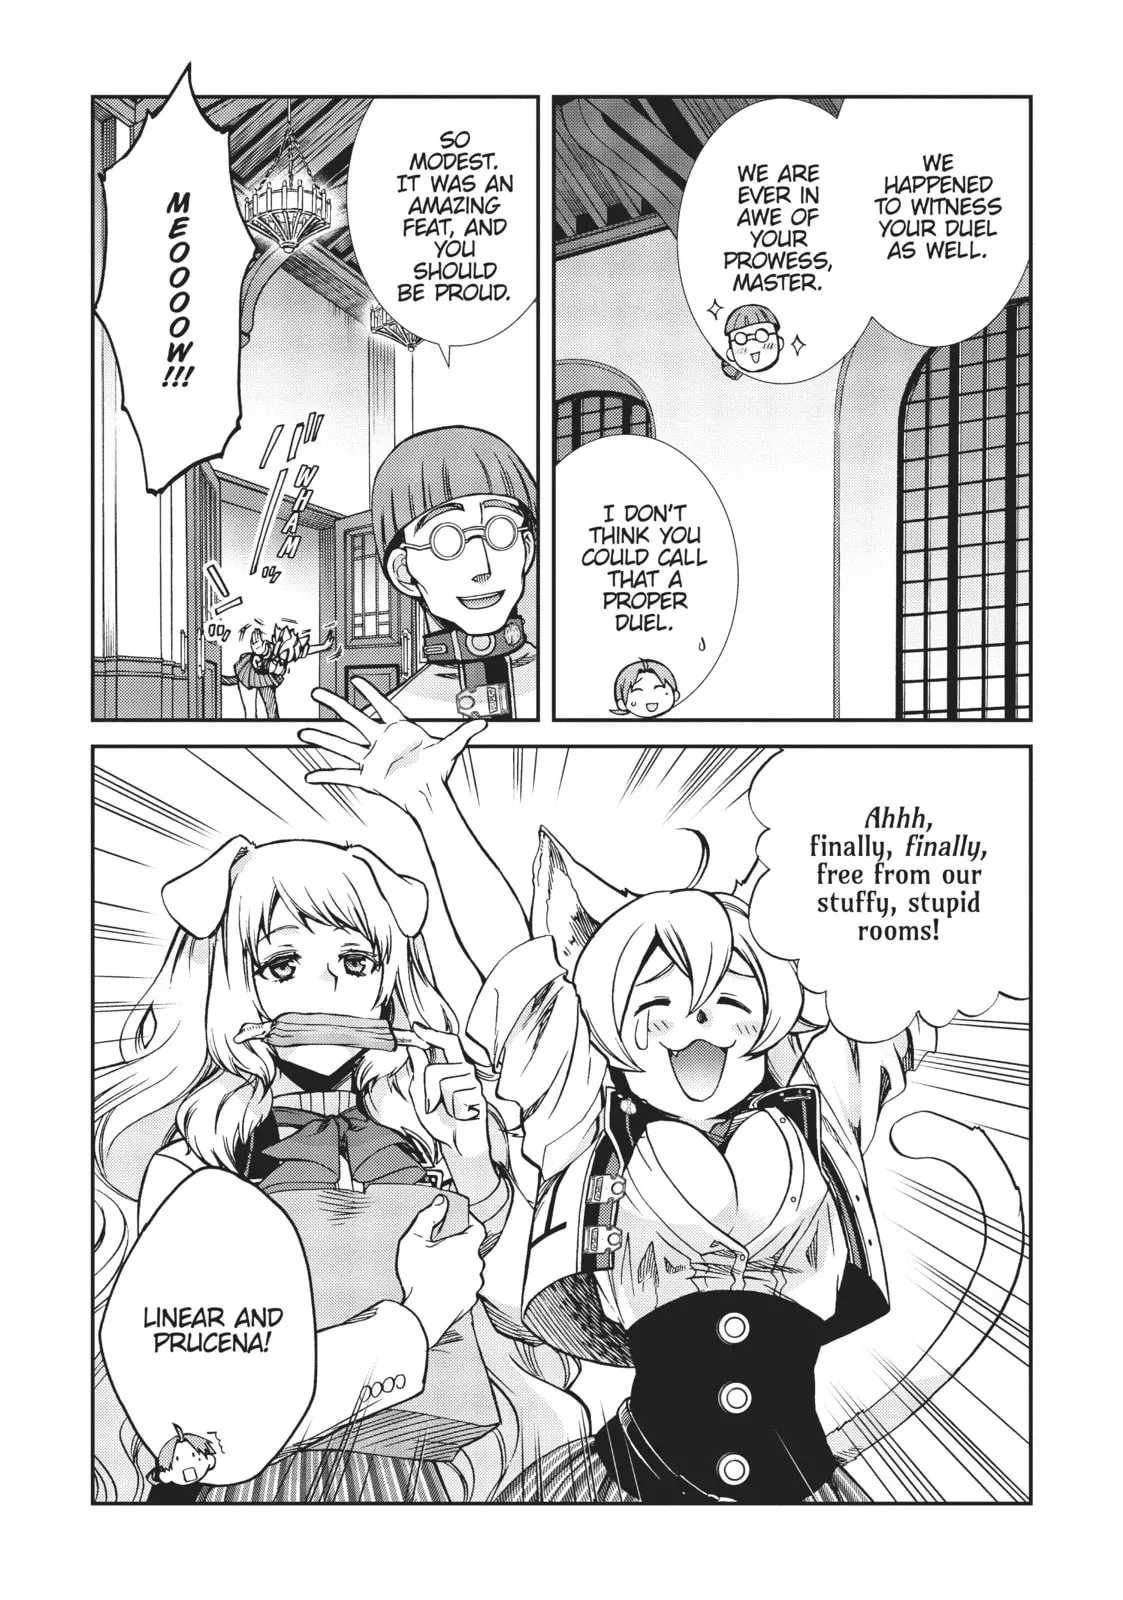 WE
HAPPENED
TO WITNESS
YOUR DUEL
AS WELL.
WE ARE
EVER IN
AWE OF
YOUR
PROWESS,
MASTER.
I DON'T
THINK YOU
COULD CALL
THAT A
PROPER
DUEL.
SO
MODEST.
IT WAS AN
AMAZING
FEAT, AND
YOU
SHOULD
BE PROUD.
WHAM
MEOOOOW!!!
Ahhh,
finally, finally,
free from our
stuffy, stupid
rooms!
LINEAR AND
PRUCENA!